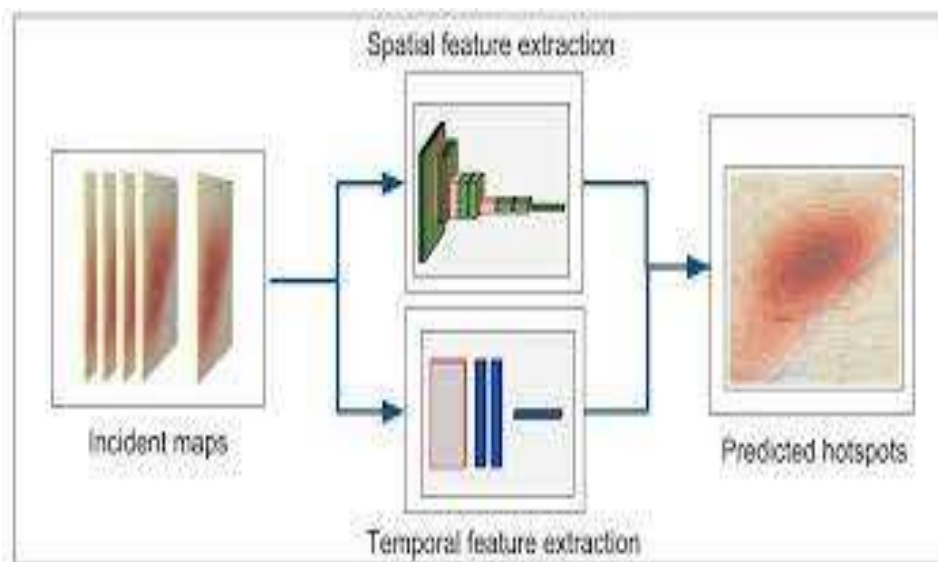 Spatial feature extraction
Incident maps
Predicted hotspots
Temporal feature extraction